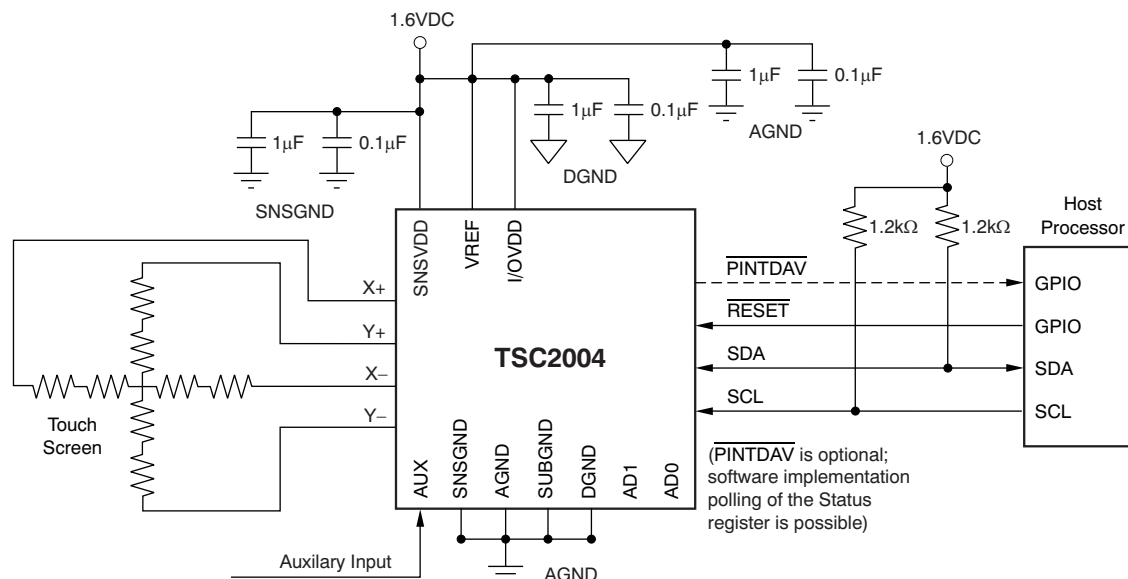 1.6VDC
1μF
0.1μF
AGND
1μF
0.1μF
DGND
1μF
0.1μF
SNSGND
1.6VDC
1.2kΩ
1.2kΩ
Host
Processor
SNSVDD
VREF
I/OVDD
X+
Y+
X−
Y−
Touch
Screen
TSC2004
PINTDAV
RESET
SDA
SCL
GPIO
GPIO
SDA
SCL
AUX
SNSGND
AGND
SUBGND
DGND
AD1
AD0
(PINTDAV is optional;
software implementation
polling of the Status
register is possible)
Auxilary Input
AGND